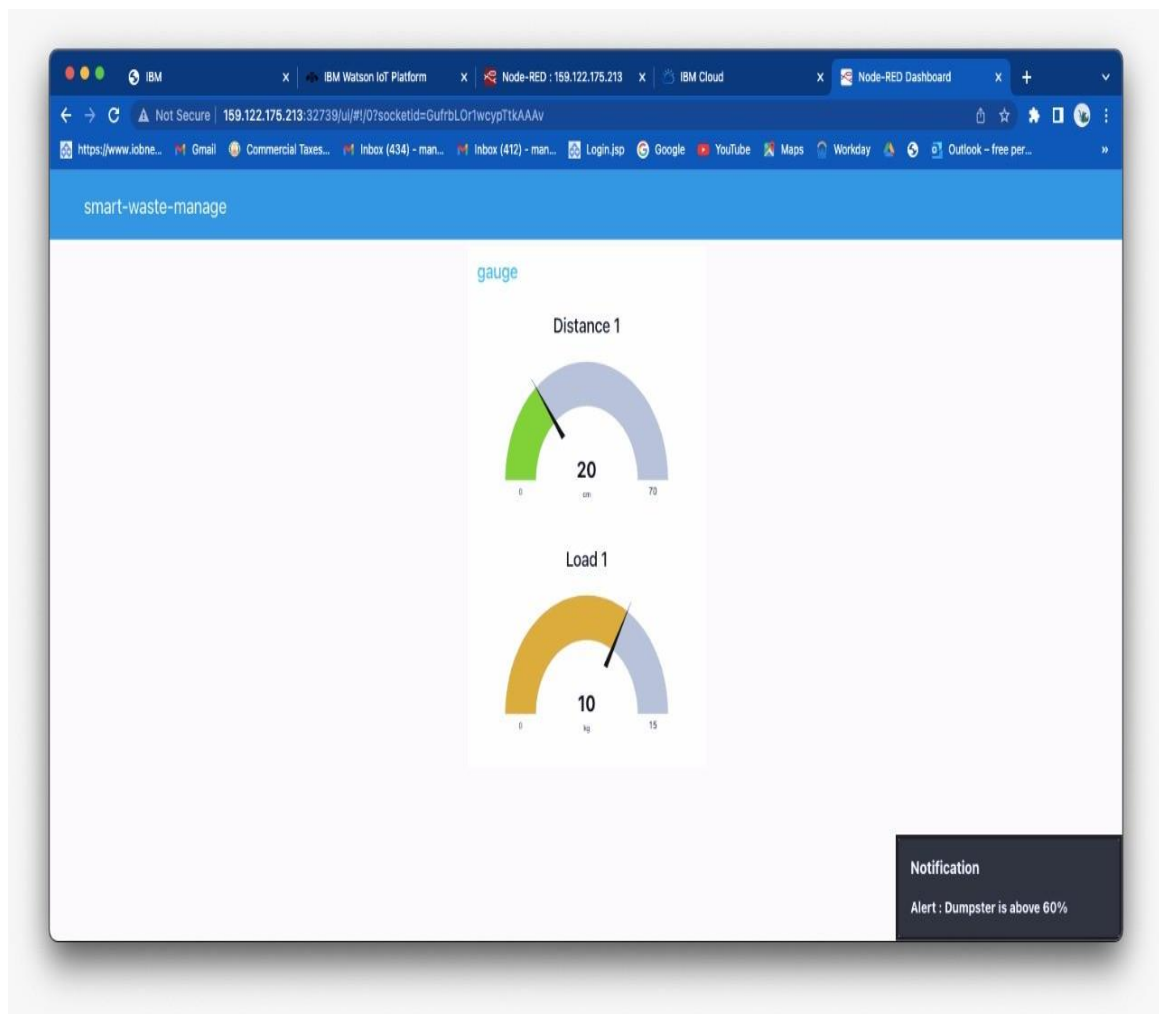 IBM
IBM Watson IoT Platform
Node-RED : 159.122.175.213
IBM Cloud
Node-RED Dashboard
Not Secure
159.122.175.213:32739/ui/#!/0?socketid=GufrbLOr1wcypTtkAAAv
https://www.iobne...
Gmail
Commercial Taxes...
Inbox (434) – man...
Inbox (412) – man...
Login.jsp
Google
YouTube
Maps
Workday
Outlook – free per...
smart-waste-manage
gauge
Distance 1
20
cm
0
70
Load 1
10
kg
0
15
Notification
Alert : Dumpster is above 60%